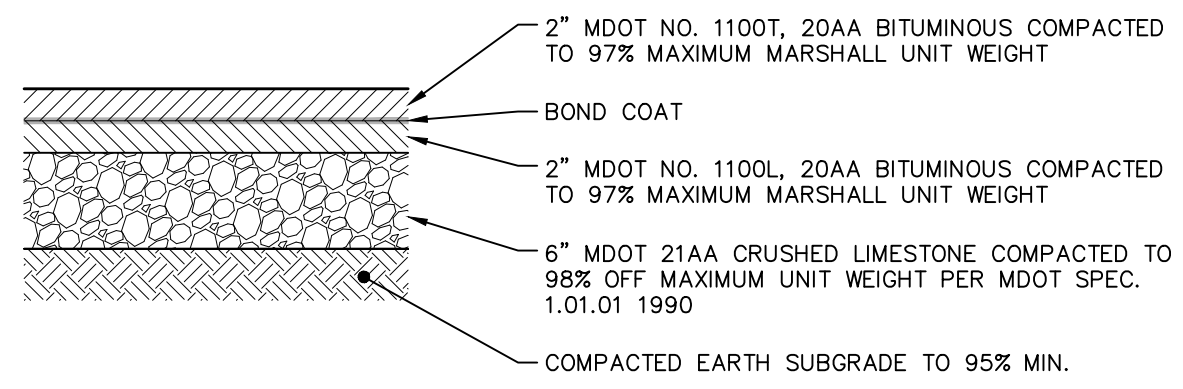 2" MDOT NO. 1100T, 20AA BITUMINOUS COMPACTED
TO 97% MAXIMUM MARSHALL UNIT WEIGHT
BOND COAT
2" MDOT NO. 1100L, 20AA BITUMINOUS COMPACTED
TO 97% MAXIMUM MARSHALL UNIT WEIGHT
6" MDOT 21AA CRUSHED LIMESTONE COMPACTED TO
98% OFF MAXIMUM UNIT WEIGHT PER MDOT SPEC.
1.01.01 1990
COMPACTED EARTH SUBGRADE TO 95% MIN.